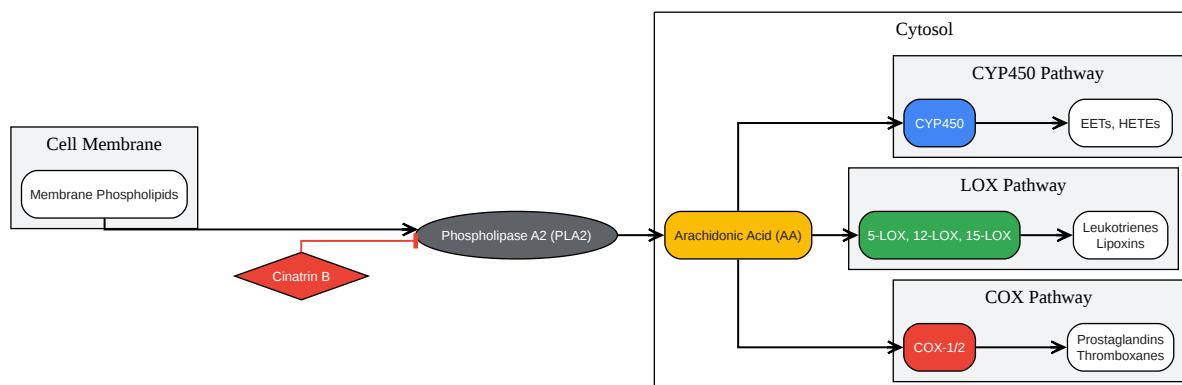 Cytosol
CYP450 Pathway
CYP450
EETs, HETEs
Cell Membrane
Membrane Phospholipids
LOX Pathway
Phospholipase A2 (PLA2)
Arachidonic Acid (AA)
5-LOX, 12-LOX, 15-LOX
Leukotrienes
Lipoxins
Cinatrin B
COX Pathway
COX-1/2
Prostaglandins
Thromboxanes